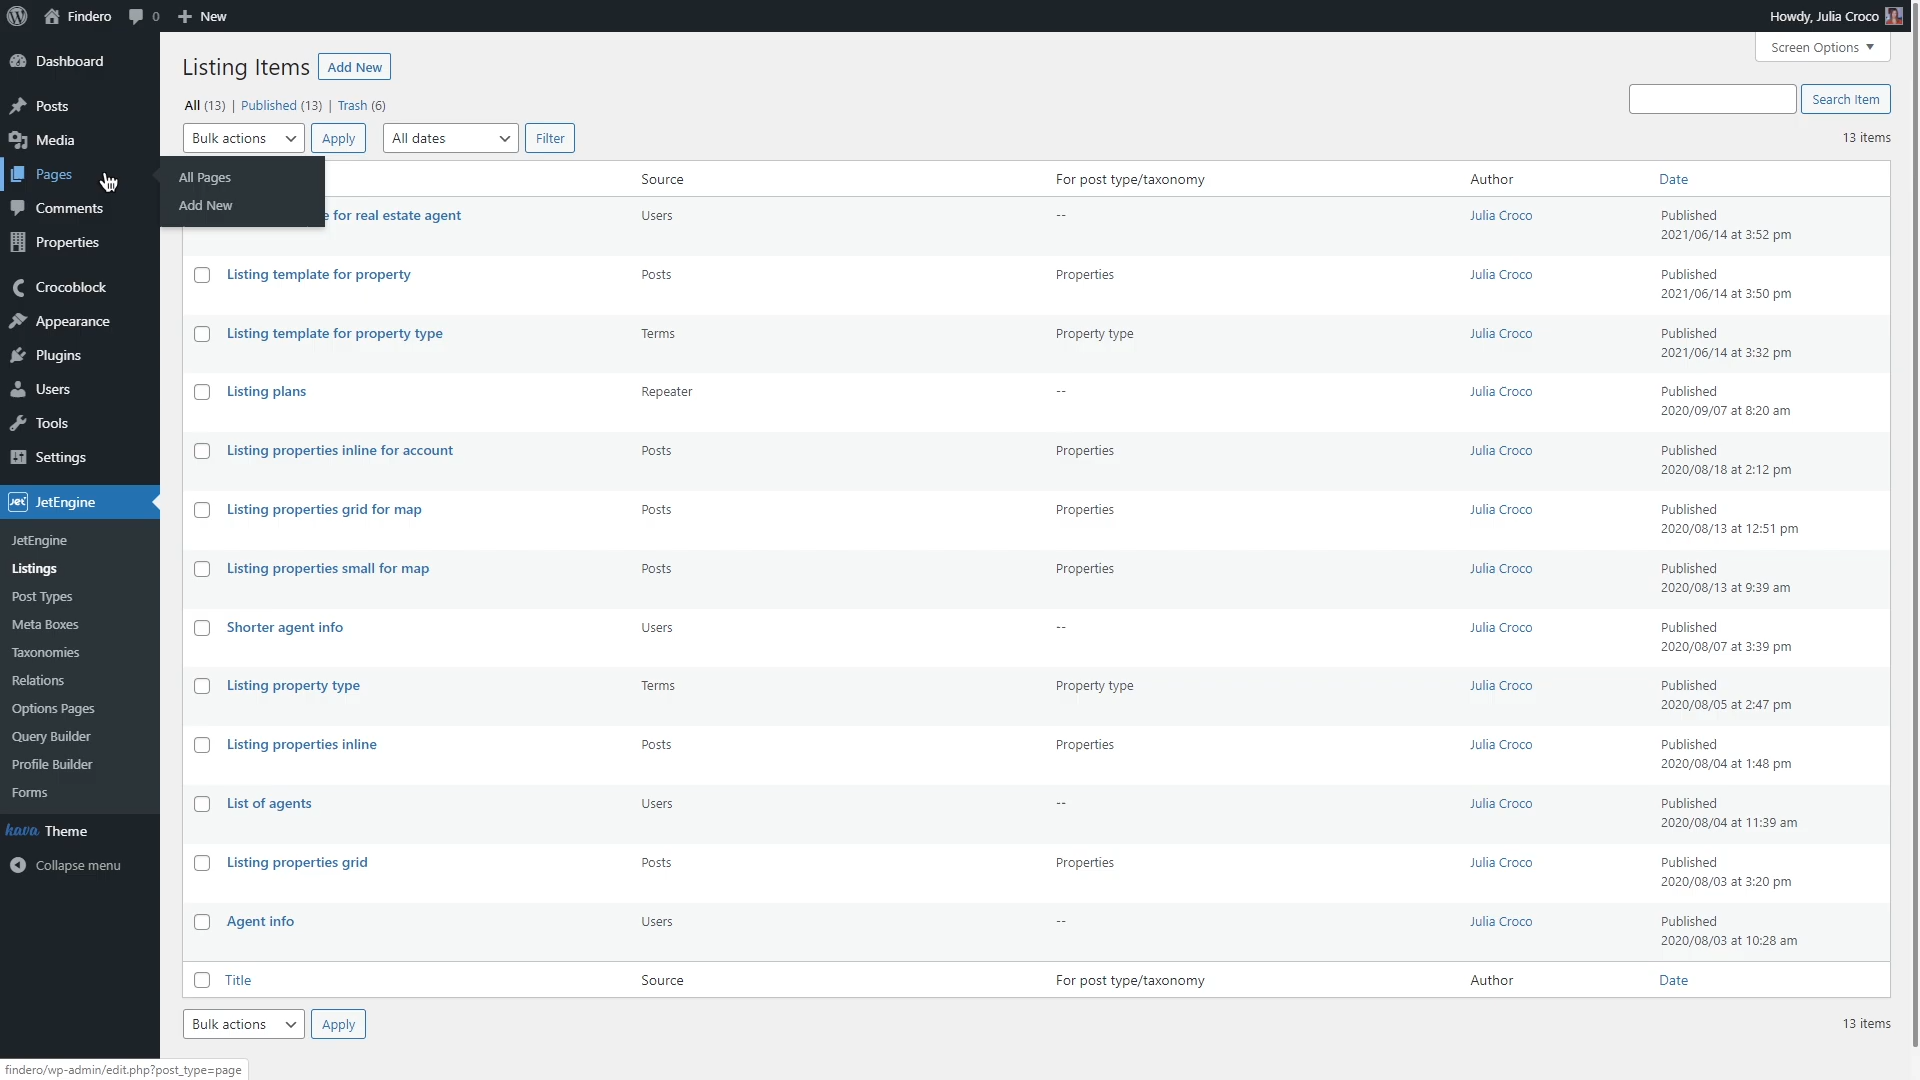 Findero
0
New
Howdy, Julia Croco
Screen Options
Dashboard
Posts
Media
Pages
Comments
Properties
Crocoblock
Appearance
Plugins
Users
Tools
Settings
Jet JetEngine
JetEngine
Listings
Post Types
Meta Boxes
Taxonomies
Relations
Options Pages
Query Builder
Profile Builder
Forms
kava Theme
Collapse menu
All Pages
Add New
Listing Items Add New
All (13) | Published (13) | Trash (6)
Search Item
Bulk actions Apply All dates Filter
13 items
Source For post type/taxonomy Author Date
for real estate agent Users -- Julia Croco Published
2021/06/14 at 3:52 pm
Listing template for property Posts Properties Julia Croco Published
2021/06/14 at 3:50 pm
Listing template for property type Terms Property type Julia Croco Published
2021/06/14 at 3:32 pm
Listing plans Repeater -- Julia Croco Published
2020/09/07 at 8:20 am
Listing properties inline for account Posts Properties Julia Croco Published
2020/08/18 at 2:12 pm
Listing properties grid for map Posts Properties Julia Croco Published
2020/08/13 at 12:51 pm
Listing properties small for map Posts Properties Julia Croco Published
2020/08/13 at 9:39 am
Shorter agent info Users -- Julia Croco Published
2020/08/07 at 3:39 pm
Listing property type Terms Property type Julia Croco Published
2020/08/05 at 2:47 pm
Listing properties inline Posts Properties Julia Croco Published
2020/08/04 at 1:48 pm
List of agents Users -- Julia Croco Published
2020/08/04 at 11:39 am
Listing properties grid Posts Properties Julia Croco Published
2020/08/03 at 3:20 pm
Agent info Users -- Julia Croco Published
2020/08/03 at 10:28 am
Title Source For post type/taxonomy Author Date
Bulk actions Apply
13 items
findero/wp-admin/edit.php?post_type=page